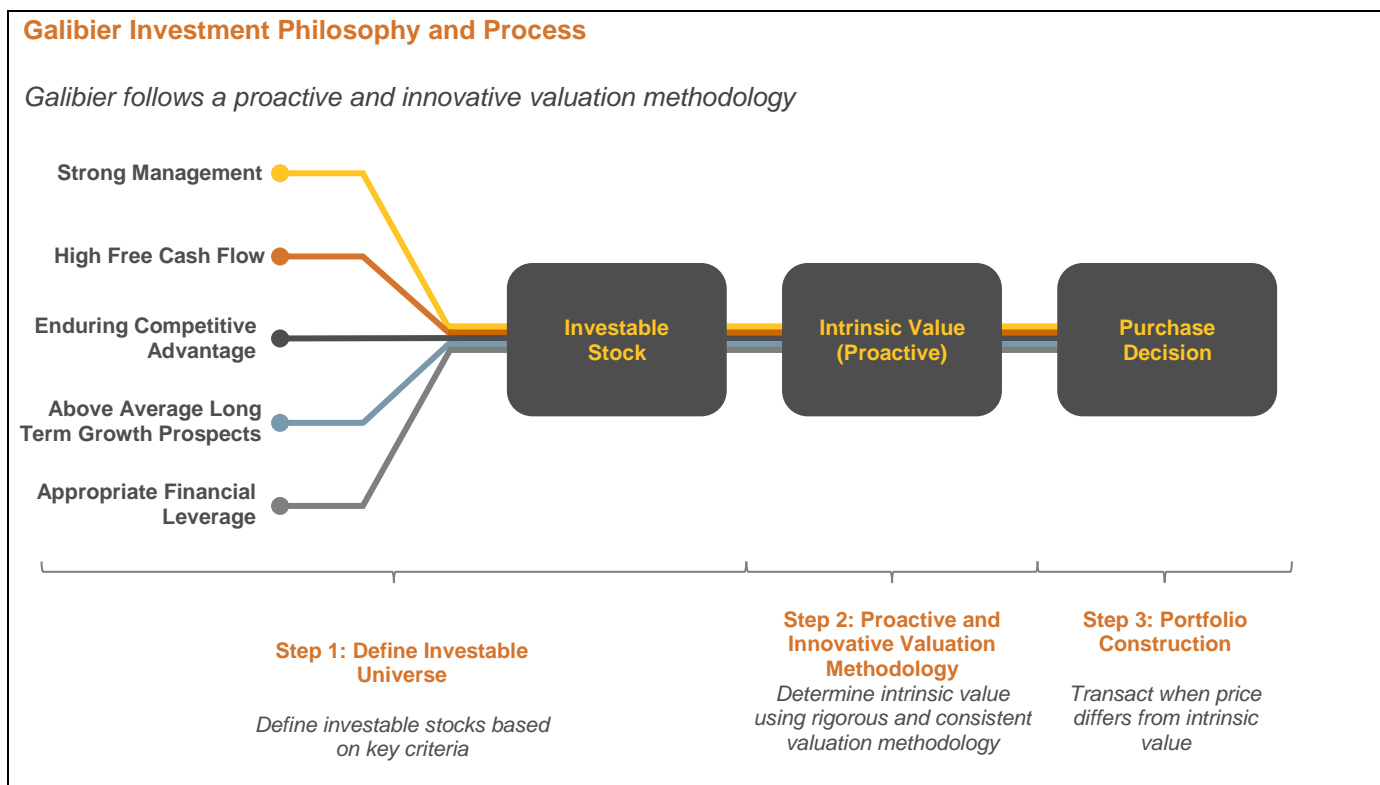 Galibier Investment Philosophy and Process
Galibier follows a proactive and innovative valuation methodology
Strong Management
High Free Cash Flow
Enduring Competitive
Advantage
Above Average Long
Term Growth Prospects
Appropriate Financial
Leverage
Investable
Stock
Intrinsic Value
(Proactive)
Purchase
Decision
Step 1: Define Investable
Universe
Define investable stocks based
on key criteria
Step 2: Proactive and
Innovative Valuation
Methodology
Determine intrinsic value
using rigorous and consistent
valuation methodology
Step 3: Portfolio
Construction
Transact when price
differs from intrinsic
value